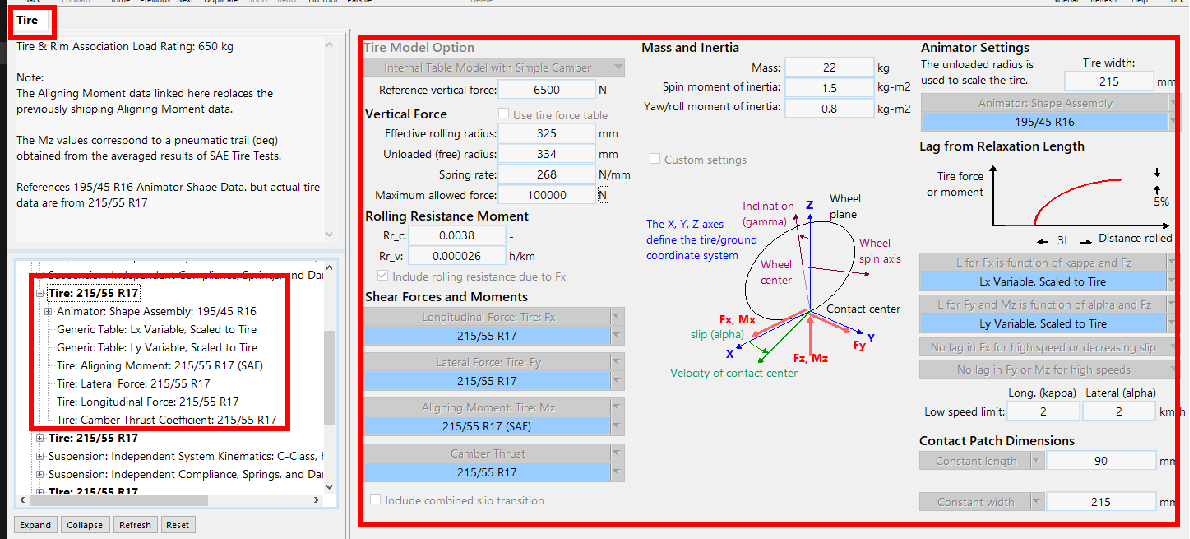 Tire
Tire & Rim Association Load Rating: 650 kg
Note:
The Aligning Moment data linked here replaces the
previously shipping Aligning Moment data.
The Mz values correspond to a pneumatic trail (deg)
obtained from the averaged results of SAE Tire Tests.
References 195/45 R16 Animator Shape Data, but actual tire
data are from 215/55 R17
Suspension: Independent Compliance, Springs, and Dam
Tire: 215/55 R17
Animator: Shape Assembly: 195/45 R16
Generic Table: Lx Variable, Scaled to Tire
Generic Table: Ly Variable, Scaled to Tire
Tire: Aligning Moment: 215/55 R17 (SAE)
Tire: Lateral Force: 215/55 R17
Tire: Longitudinal Force: 215/55 R17
Tire: Camber Thrust Coefficient: 215/55 R17
Tire: 215/55 R17
Suspension: Independent System Kinematics: C-Class, F
Suspension: Independent Compliance, Springs, and Dar
Tire: 215/55 R17
Expand Collapse Refresh Reset
Tire Model Option
Internal Table Model with Simple Camber
Reference vertical force: 6500 N
Vertical Force Use tire force table
Effective rolling radius: 325 mm
Unloaded (free) radius: 334 mm
Spring rate: 268 N/mm
Maximum allowed force: 100000 N
Rolling Resistance Moment
Rr_c: 0.0038 -
Rr_v: 0.000026 h/km
Include rolling resistance due to Fx
Shear Forces and Moments
Longitudinal Force: Tire: Fx
215/55 R17
Lateral Force: Tire: Fy
215/55 R17
Aligning Moment: Tire: Mz
215/55 R17 (SAE)
Camber Thrust
215/55 R17
Include combined slip transition
Mass and Inertia
Mass: 22 kg
Spin moment of inertia: 1.5 kg-m2
Yaw/roll moment of inertia: 0.8 kg-m2
Custom settings
Inclination
(gamma)
Z
Wheel
plane
The X, Y, Z axes
define the tire/ground
coordinate system
Wheel
spin axis
Wheel
center
Contact center
Fx, Mx
slip (alpha)
X
Fz, Mz
Fy
Y
Velocity of contact center
Animator Settings
The unloaded radius is
used to scale the tire.
Tire width:
215 mm
Animator: Shape Assembly
195/45 R16
Lag from Relaxation Length
Tire force
or moment
5%
3L Distance rolled
L for Fx is function of kappa and Fz
Lx Variable, Scaled to Tire
L for Fy and Mz is function of alpha and Fz
Ly Variable, Scaled to Tire
No lag in Fx for high speed or decreasing slip
No lag in Fy or Mz for high speeds
Long. (kappa) Lateral (alpha)
Low speed limit: 2 2 km/h
Contact Patch Dimensions
Constant length 90 mm
Constant width 215 mm